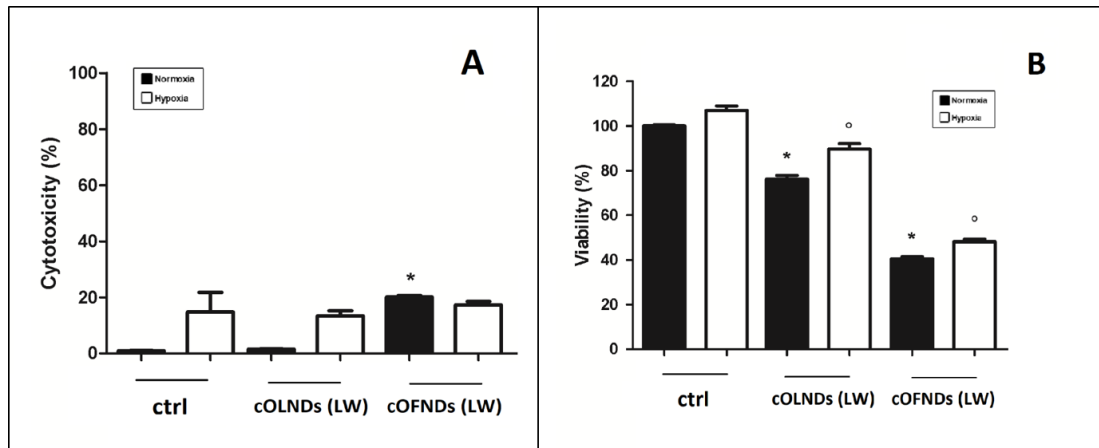 A
Normoxia
Hypoxia
Cytotoxicity (%)
100
80
60
40
20
0
*
ctrl
cOLNDs (LW)
cOFNDs (LW)
B
Normoxia
Hypoxia
Viability (%)
120
100
80
60
40
20
0
*
°
*
°
ctrl
cOLNDs (LW)
cOFNDs (LW)